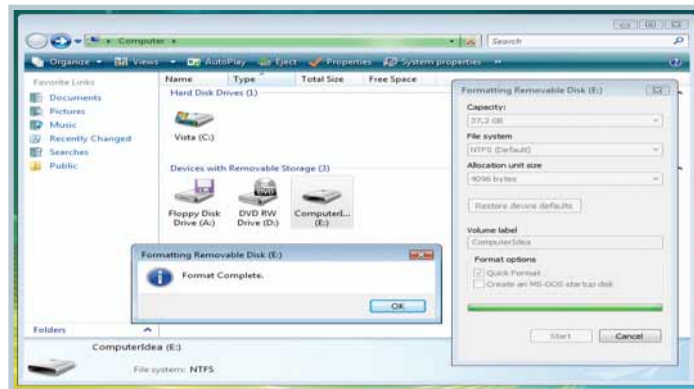 Computer
Search
Organize Views AutoPlay Eject Properties System properties »
Favorite Links
Documents
Pictures
Music
Recently Changed
Searches
Public
Folders
Name Type Total Size Free Space
Hard Disk Drives (1)
Vista (C:)
Devices with Removable Storage (3)
Floppy Disk
Drive (A:)
DVD RW
Drive (D:)
ComputerI...
(E:)
Formatting Removable Disk (E:)
Format Complete.
OK
Formatting Removable Disk (E:)
Capacity:
37.2 GB
File system
NTFS (Default)
Allocation unit size
4096 bytes
Restore device defaults
Volume label
ComputerIdea
Format options
Quick Format
Create an MS-DOS startup disk
Start Cancel
ComputerIdea (E:)
File system: NTFS